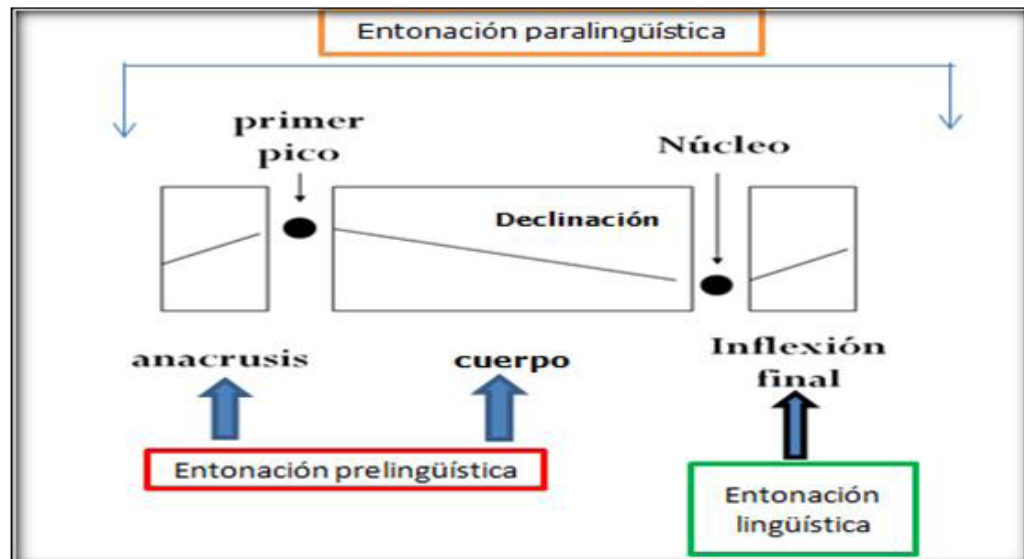 Entonación paralingüística
primer
pico
Núcleo
Declinación
anacrusis
cuerpo
Inflexión
final
Entonación prelingüística
Entonación
lingüística